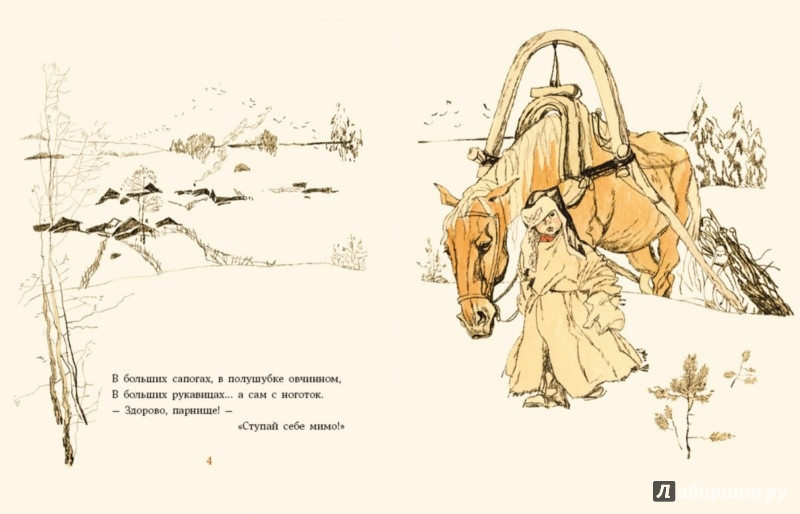 В больших сапогах, в полушубке овчинном,
В больших рукавицах... а сам с ноготок.
— Здорово, парнище! —
«Ступай себе мимо!»
4
Лабиринт.ру